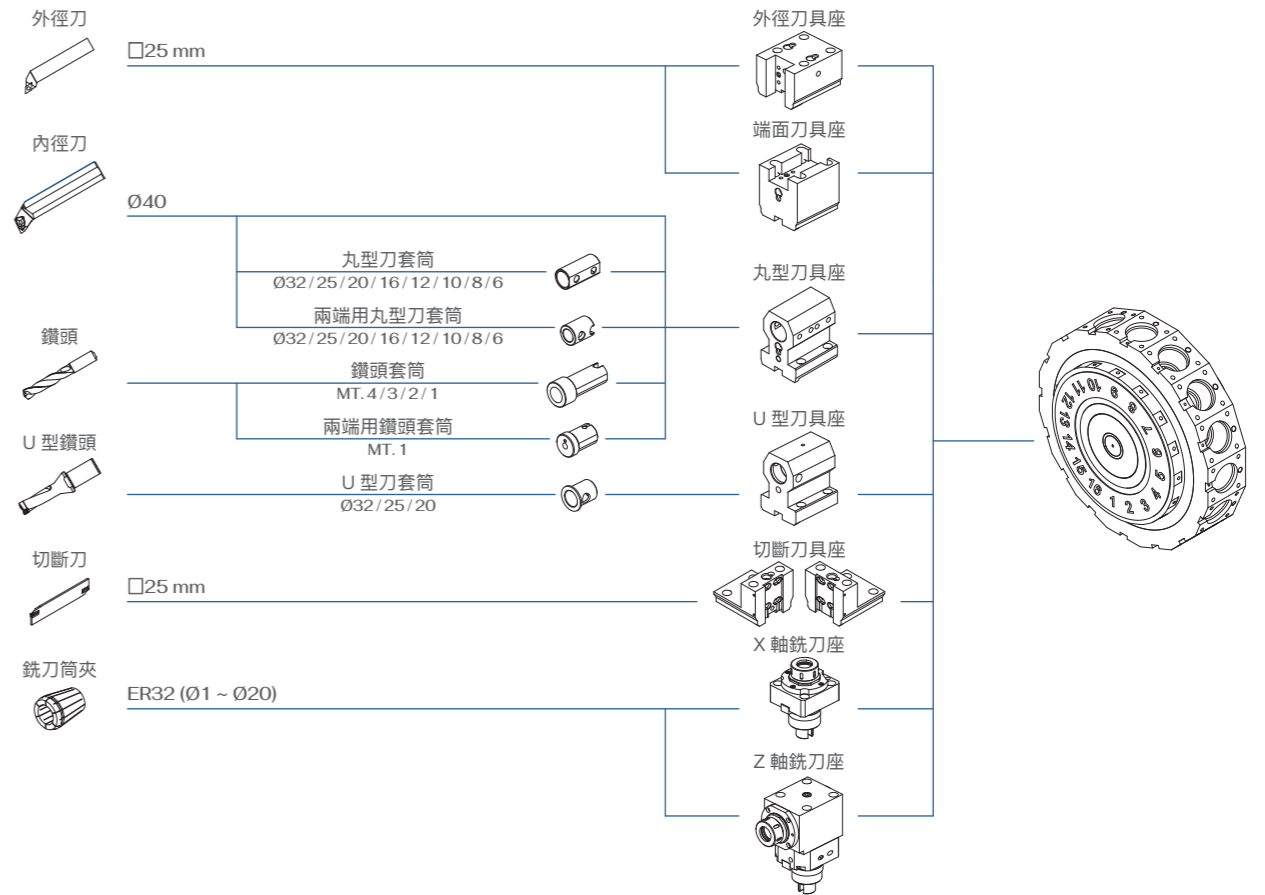 外徑刀
□25 mm
外徑刀具座
端面刀具座
內徑刀
Ø40
丸型刀套筒
Ø32/25/20/16/12/10/8/6
兩端用丸型刀套筒
Ø32/25/20/16/12/10/8/6
丸型刀具座
鑽頭
鑽頭套筒
MT. 4/3/2/1
兩端用鑽頭套筒
MT. 1
U 型鑽頭
U 型刀套筒
Ø32/25/20
U 型刀具座
切斷刀
□25 mm
切斷刀具座
銑刀筒夾
ER32 (Ø1 ~ Ø20)
X 軸銑刀座
Z 軸銑刀座
1 2 3 4 5 6 7 8 9 10 11 12 13 14 15 16